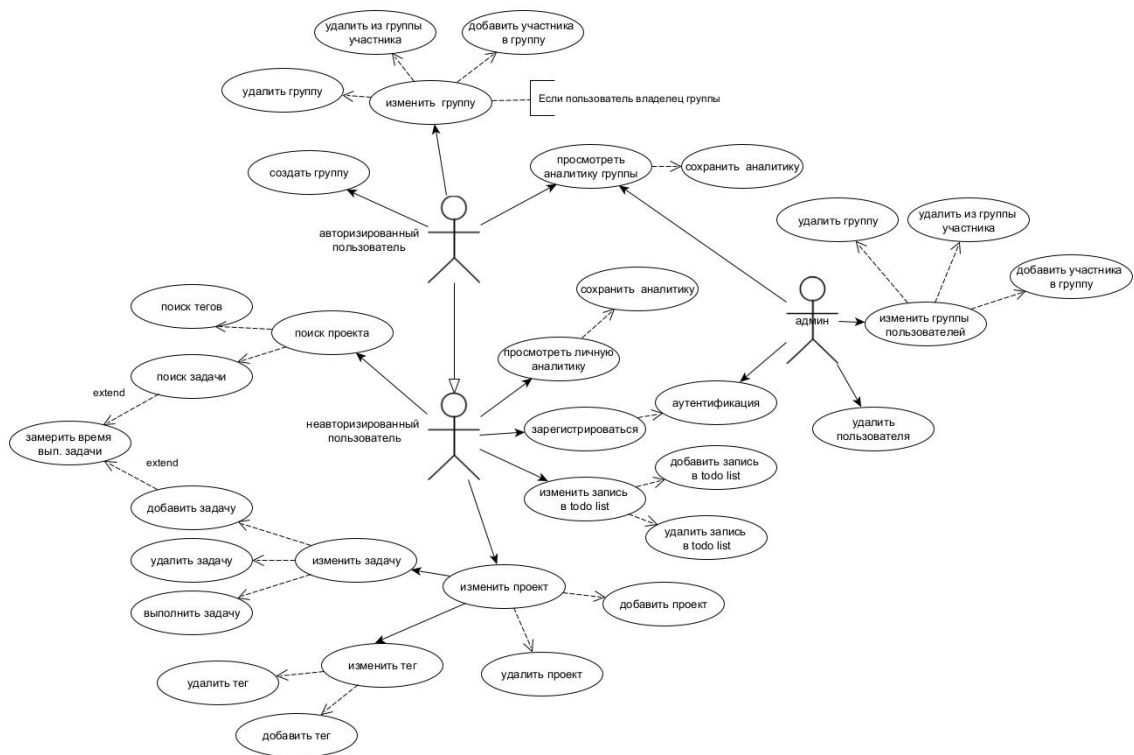 удалить из группы
участника
добавить участника
в группу
удалить группу
изменить группу
Если пользователь владелец группы
создать группу
просмотреть
аналитику группы
сохранить аналитику
авторизированный
пользователь
удалить группу
удалить из группы
участника
добавить участника
в группу
админ
изменить группы
пользователей
сохранить аналитику
поиск тегов
поиск проекта
просмотреть личную
аналитику
поиск задачи
extend
аутентификация
неавторизированный
пользователь
зарегистрироваться
удалить
пользователя
замерить время
вып. задачи
extend
добавить запись
в todo list
изменить запись
в todo list
добавить задачу
удалить запись
в todo list
удалить задачу
изменить задачу
изменить проект
добавить проект
выполнить задачу
изменить тег
удалить проект
удалить тег
добавить тег